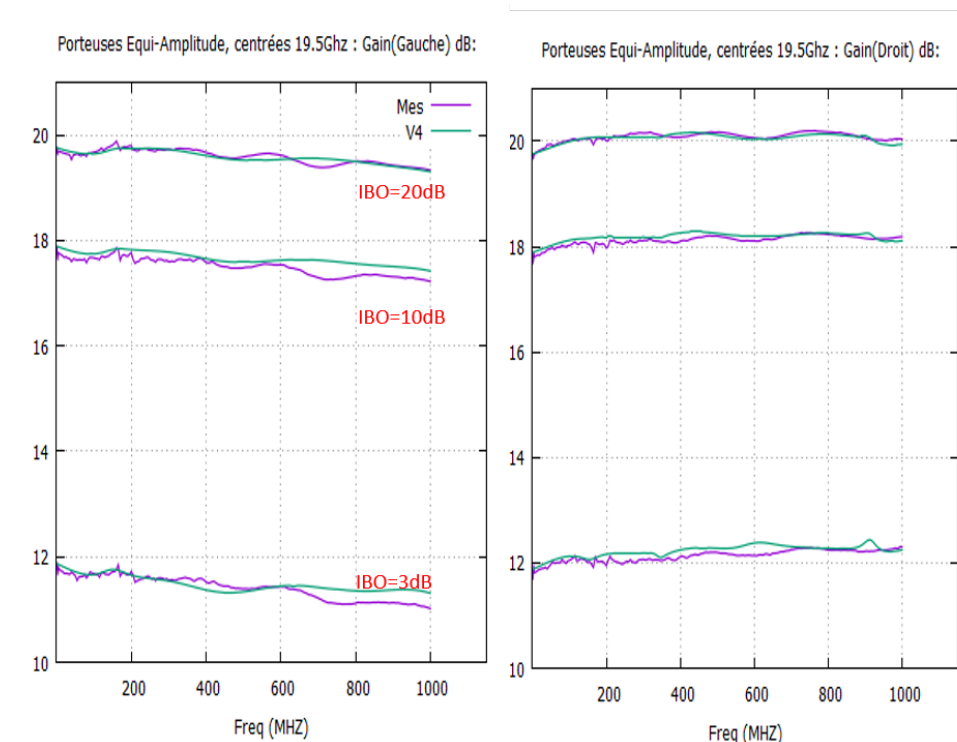 Porteuses Equi-Amplitude, centrées 19.5Ghz : Gain(Gauche) dB:
Mes
V4
20
18
16
14
12
10
IBO=20dB
IBO=10dB
IBO=3dB
200 400 600 800 1000
Freq (MHZ)
Porteuses Equi-Amplitude, centrées 19.5Ghz : Gain(Droit) dB:
20
18
16
14
12
10
200 400 600 800 1000
Freq (MHZ)